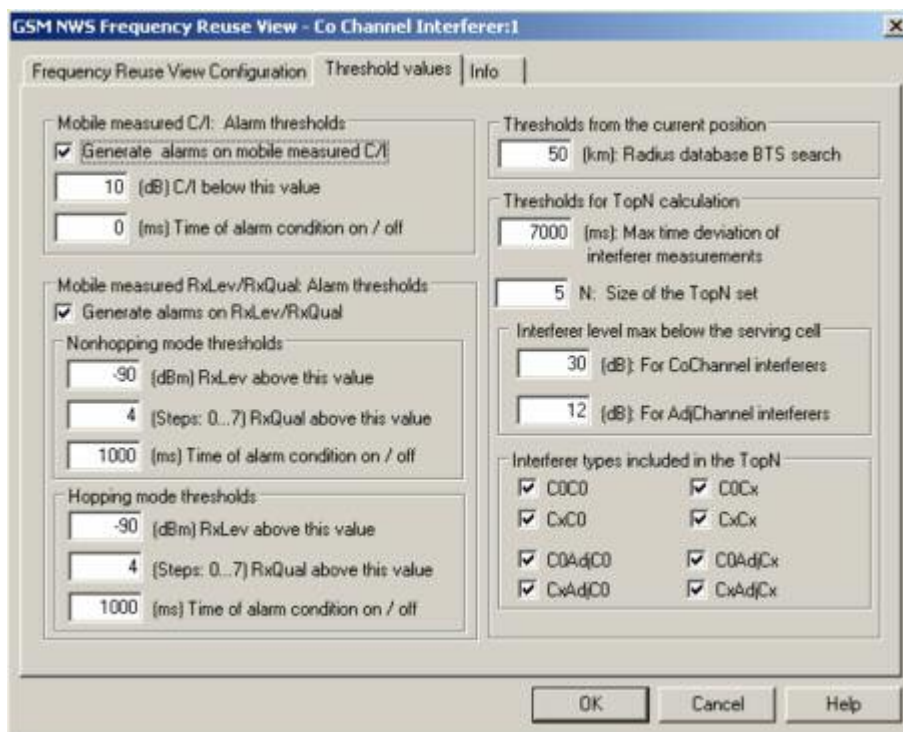 GSM NWS Frequency Reuse View - Co Channel Interferer:1
Frequency Reuse View Configuration
Threshold values
Info
Mobile measured C/I: Alarm thresholds
Generate alarms on mobile measured C/I
10 (dB) C/I below this value
0 (ms) Time of alarm condition on / off
Mobile measured RxLev/RxQual: Alarm thresholds
Generate alarms on RxLev/RxQual
Nonhopping mode thresholds
-90 (dBm) RxLev above this value
4 (Steps: 0...7) RxQual above this value
1000 (ms) Time of alarm condition on / off
Hopping mode thresholds
-90 (dBm) RxLev above this value
4 (Steps: 0...7) RxQual above this value
1000 (ms) Time of alarm condition on / off
Thresholds from the current position
50 (km): Radius database BTS search
Thresholds for TopN calculation
7000 (ms): Max time deviation of
interferer measurements
5 N: Size of the TopN set
Interferer level max below the serving cell
30 (dB): For CoChannel interferers
12 (dB): For AdjChannel interferers
Interferer types included in the TopN
C0C0 C0Cx
CxC0 CxCx
C0AdjC0 C0AdjCx
CxAdjC0 CxAdjCx
OK Cancel Help